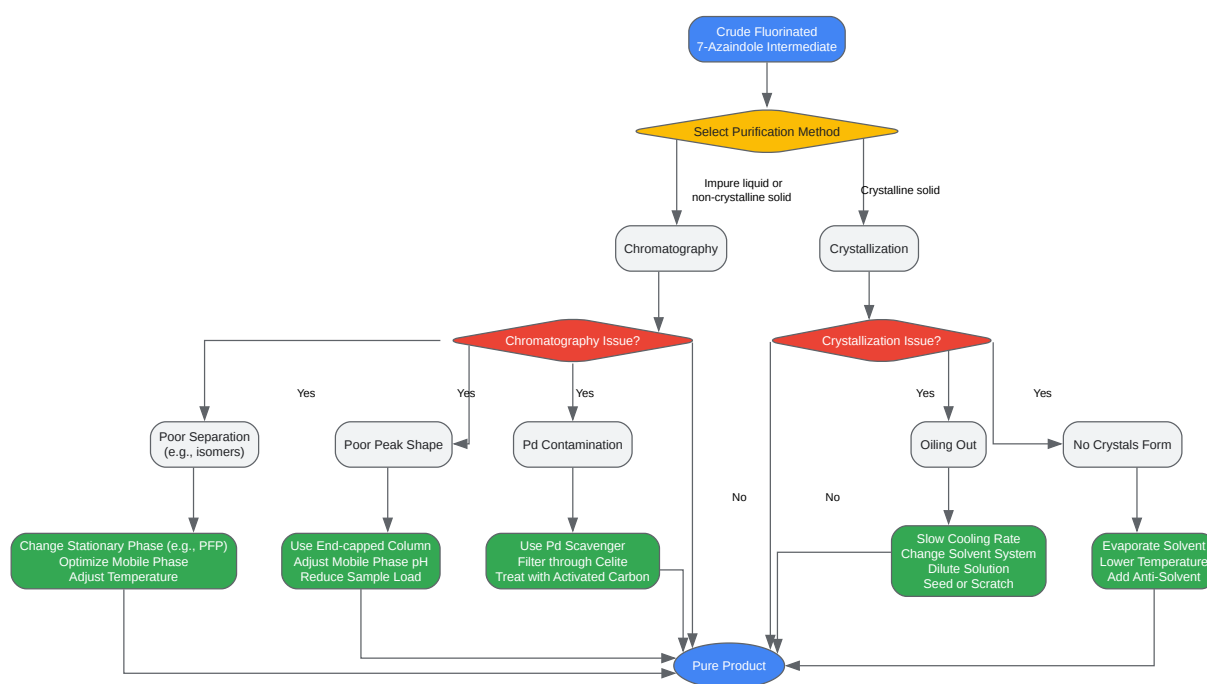 Crude Fluorinated
7-Azaindole Intermediate
Select Purification Method
Impure liquid or
non-crystalline solid
Crystalline solid
Chromatography
Crystallization
Chromatography Issue?
Crystallization Issue?
Yes
Yes
Yes
Yes
Yes
Poor Separation
(e.g., isomers)
Poor Peak Shape
Pd Contamination
Oiling Out
No Crystals Form
No
No
Change Stationary Phase (e.g., PFP)
Optimize Mobile Phase
Adjust Temperature
Use End-capped Column
Adjust Mobile Phase pH
Reduce Sample Load
Use Pd Scavenger
Filter through Celite
Treat with Activated Carbon
Slow Cooling Rate
Change Solvent System
Dilute Solution
Seed or Scratch
Evaporate Solvent
Lower Temperature
Add Anti-Solvent
Pure Product